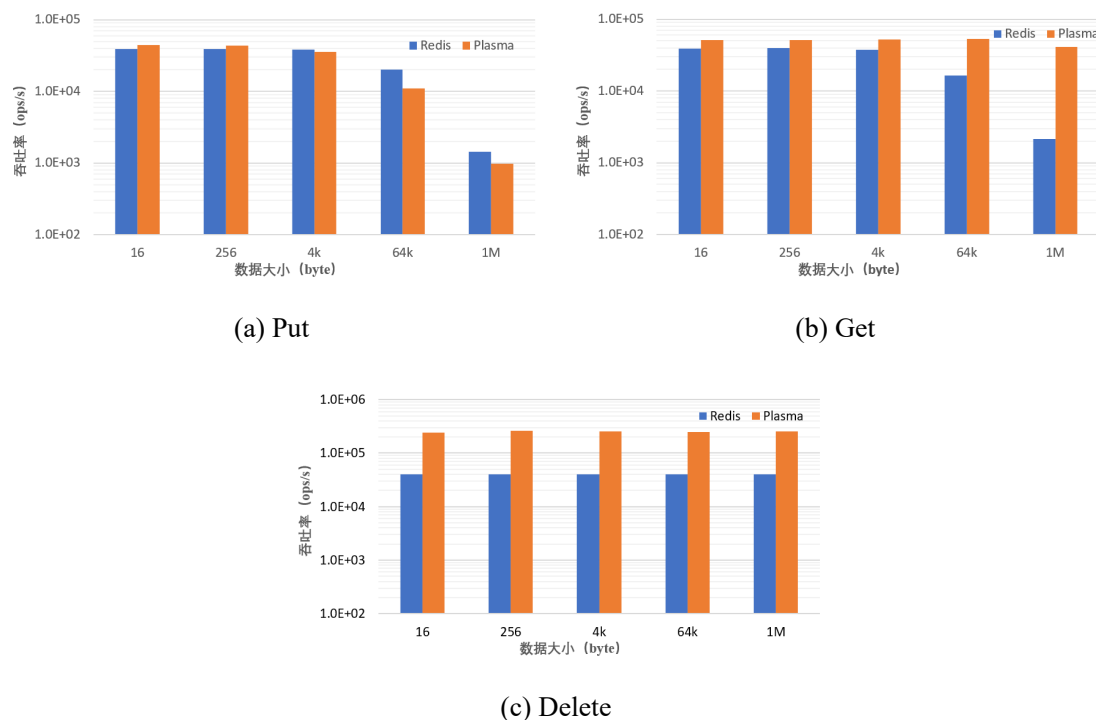 1.0E+05
Redis Plasma
1.0E+04
吞吐率（ops/s）
1.0E+03
1.0E+02
16 256 4k 64k 1M
数据大小（byte）
(a) Put
1.0E+05
Redis Plasma
1.0E+04
吞吐率（ops/s）
1.0E+03
1.0E+02
16 256 4k 64k 1M
数据大小（byte）
(b) Get
1.0E+06
Redis Plasma
1.0E+05
1.0E+04
吞吐率（ops/s）
1.0E+03
1.0E+02
16 256 4k 64k 1M
数据大小（byte）
(c) Delete